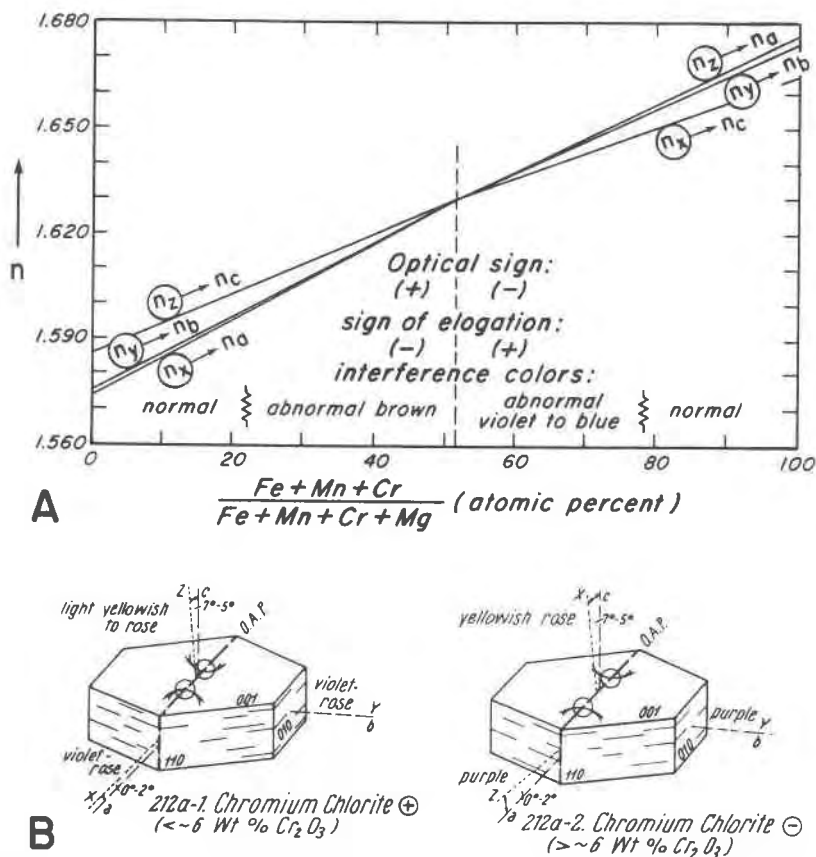 1.680
1.650
1.620
1.590
1.560
n
nz → na
ny → nb
nx → nc
nz → nc
ny → nb
nx → na
Optical sign:
(+) (-)
sign of elogation:
(-) (+)
interference colors:
normal abnormal brown abnormal violet to blue normal
0 20 40 60 80 100
A
Fe+Mn+Cr
Fe+Mn+Cr+Mg (atomic percent)
Z c
7°-5°
light yellowish
to rose
O.A.P.
001
violet-
rose
Y
b
010
violet-
rose
110
X 0°-2°
a
212a-1. Chromium Chlorite ⊕
(<~6 Wt % Cr2O3)
X c
7°-5°
yellowish rose
O.A.P.
001
purple Y
b
010
purple
110
Z 0°-2°
a
212a-2. Chromium Chlorite ⊖
(>~6 Wt % Cr2O3)
B